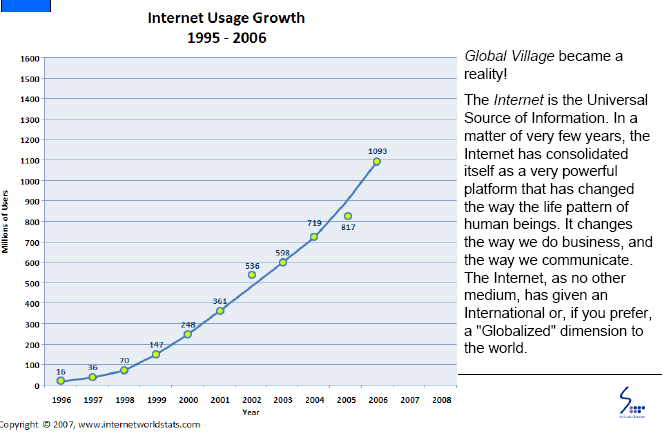 Internet Usage Growth
1995 - 2006
Millions of Users
1600
1500
1400
1300
1200
1100
1000
900
800
700
600
500
400
300
200
100
0
16
36
70
147
248
361
536
598
719
817
1093
1996 1997 1998 1999 2000 2001 2002 2003 2004 2005 2006 2007 2008
Year
Copyright © 2007, www.internetworldstats.com
Global Village became a
reality!
The Internet is the Universal
Source of Information. In a
matter of very few years, the
Internet has consolidated
itself as a very powerful
platform that has changed
the way the life pattern of
human beings. It changes
the way we do business, and
the way we communicate.
The Internet, as no other
medium, has given an
International or, if you prefer,
a "Globalized" dimension to
the world.